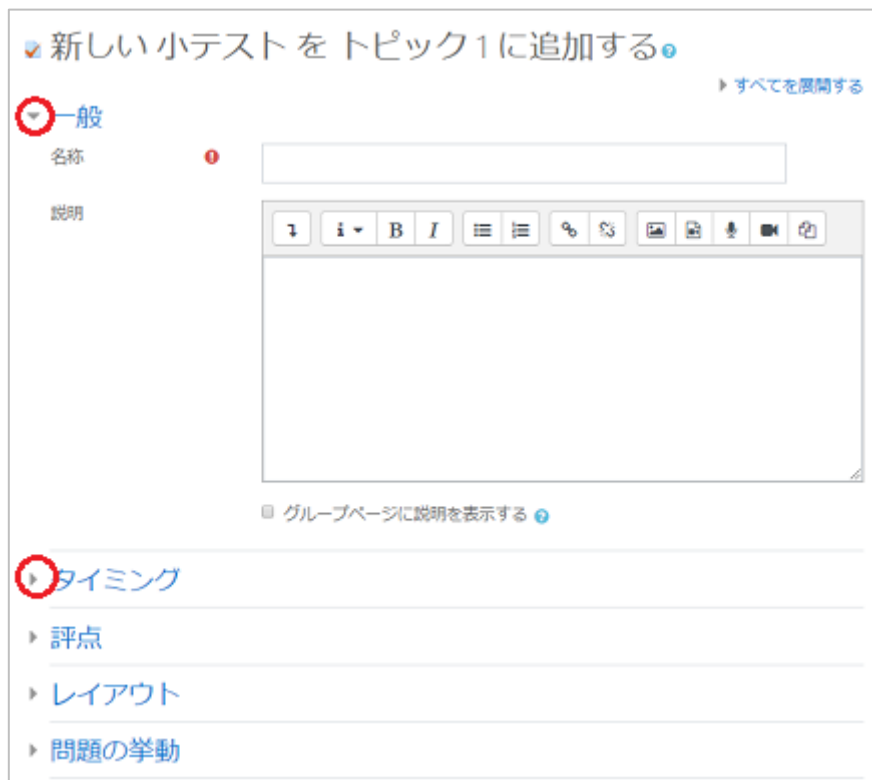 新しい 小テスト を トピック 1 に追加する
すべてを展開する
一般
名称
説明
i B I
グループページに説明を表示する
タイミング
評点
レイアウト
問題の挙動